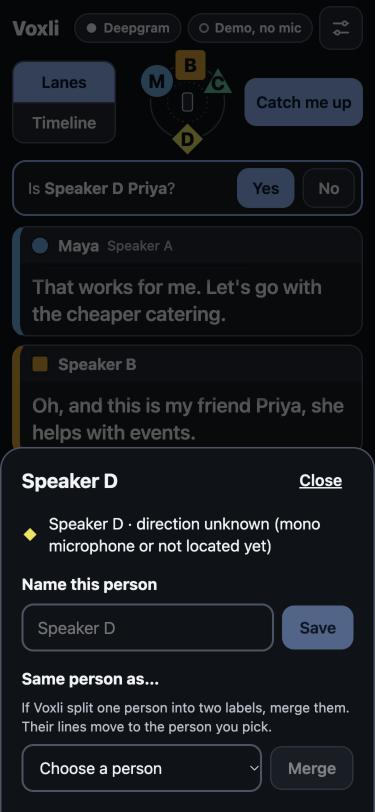 Voxli
Deepgram
Demo, no mic
Lanes
Timeline
M
B
C
D
Catch me up
Is Speaker D Priya?
Yes
No
Maya Speaker A
That works for me. Let's go with
the cheaper catering.
Speaker B
Oh, and this is my friend Priya, she
helps with events.
Speaker D
Close
Speaker D · direction unknown (mono
microphone or not located yet)
Name this person
Speaker D
Save
Same person as...
If Voxli split one person into two labels, merge them.
Their lines move to the person you pick.
Choose a person
Merge